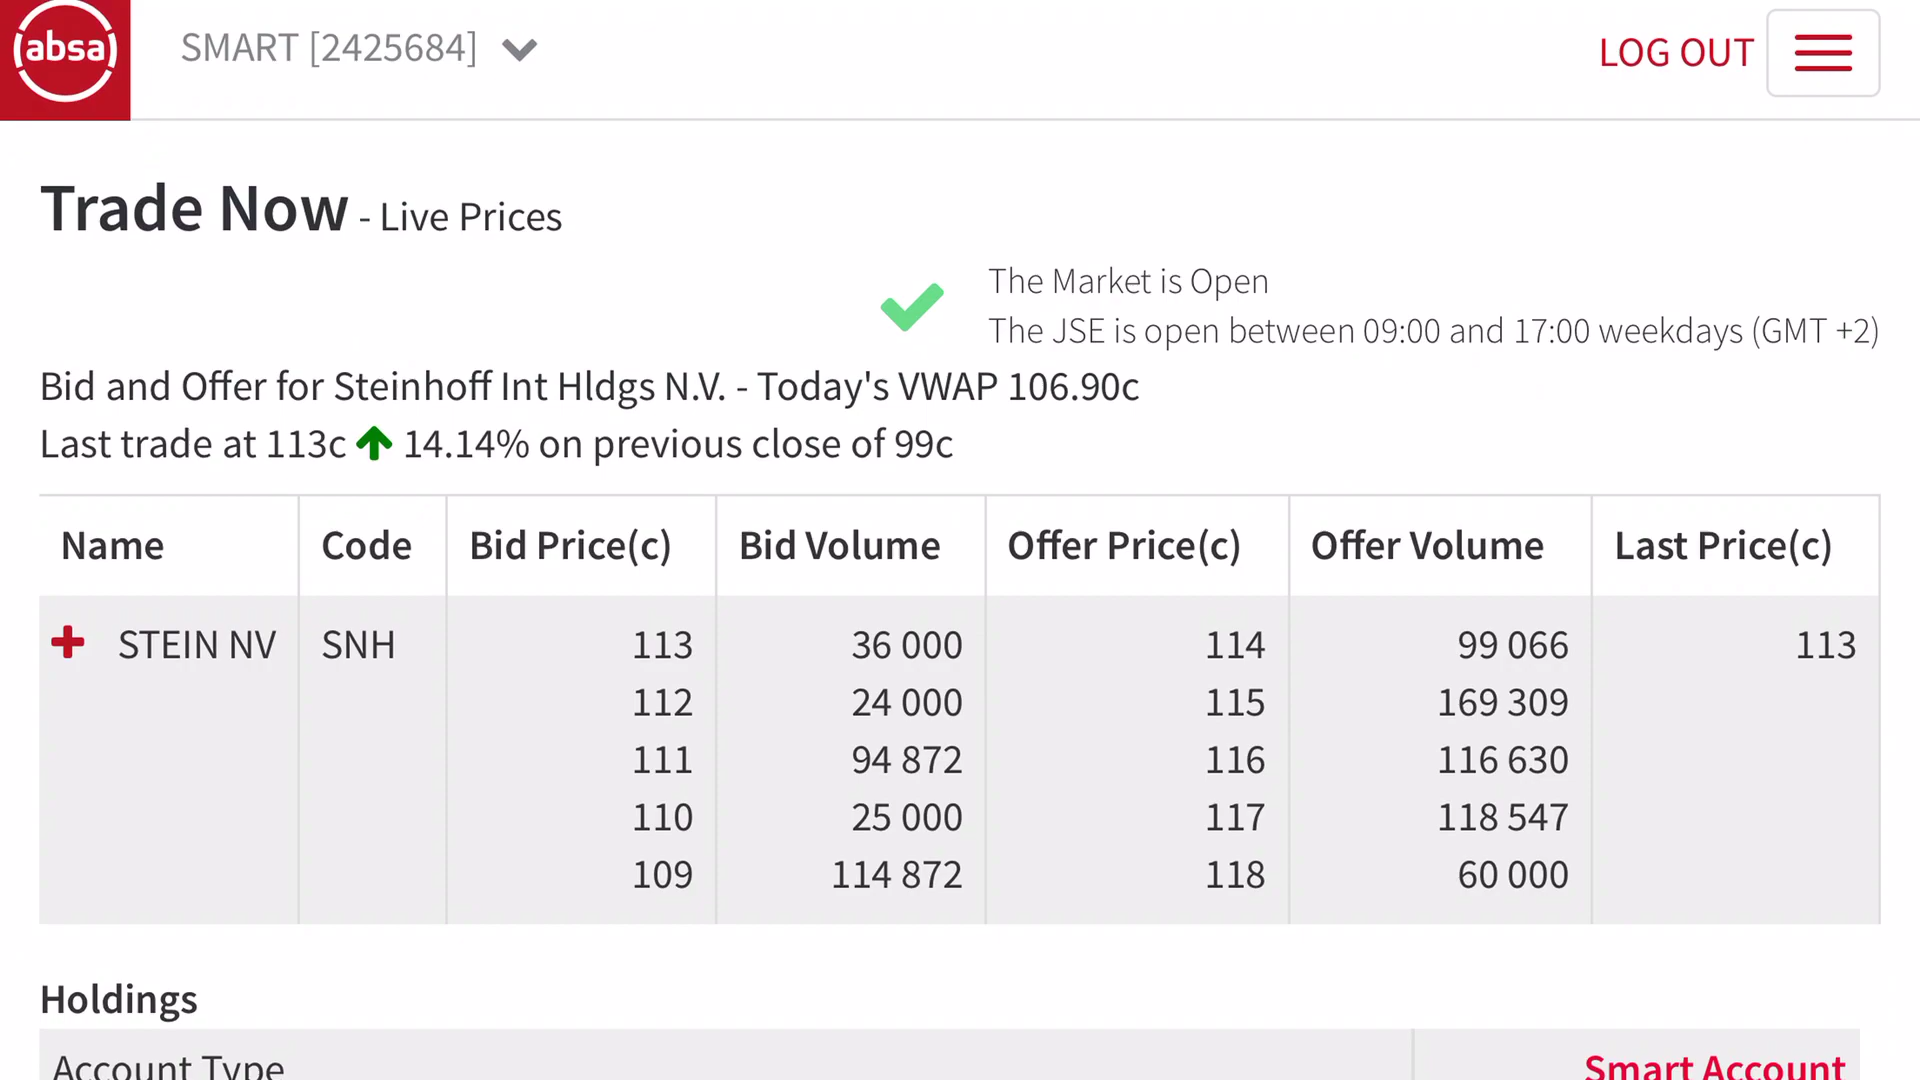 absa
SMART [2425684]
LOG OUT
Trade Now - Live Prices
The Market is Open
The JSE is open between 09:00 and 17:00 weekdays (GMT +2)
Bid and Offer for Steinhoff Int Hldgs N.V. - Today's VWAP 106.90c
Last trade at 113c 14.14% on previous close of 99c
Name Code Bid Price(c) Bid Volume Offer Price(c) Offer Volume Last Price(c)
STEIN NV SNH 113 36 000 114 99 066 113
112 24 000 115 169 309
111 94 872 116 116 630
110 25 000 117 118 547
109 114 872 118 60 000
Holdings
Account Type Smart Account